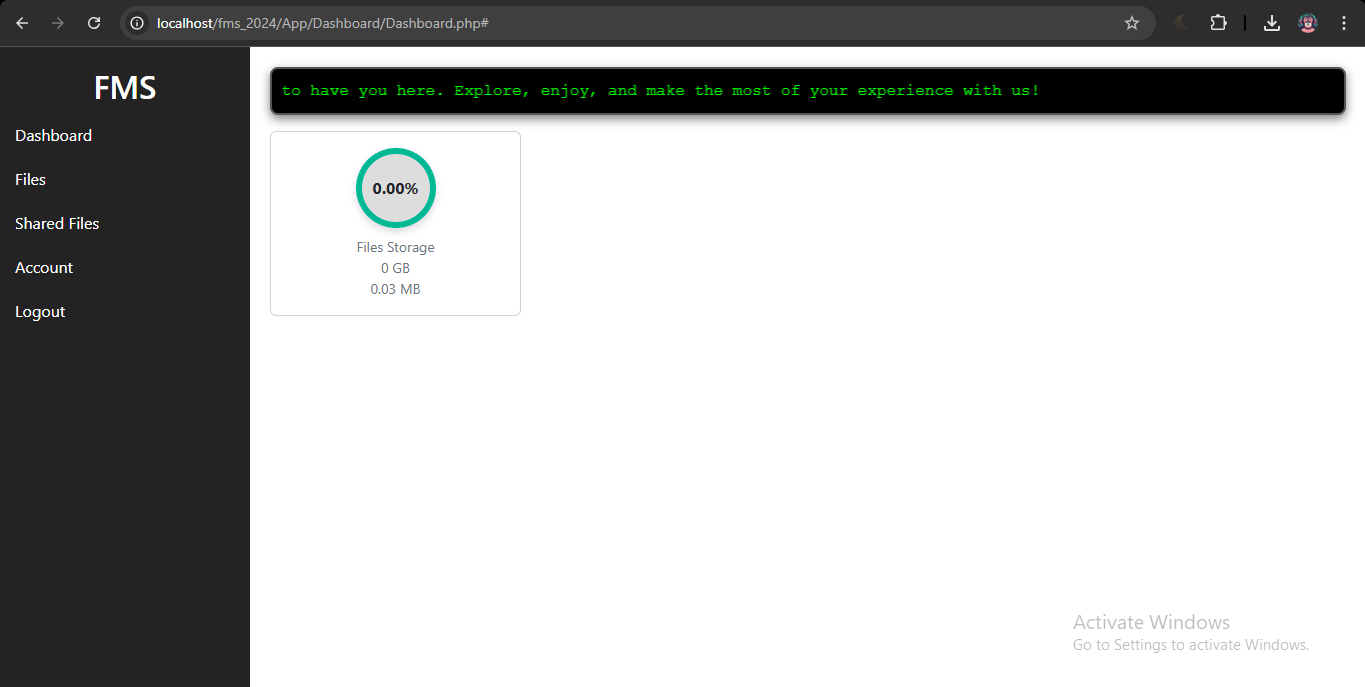 localhost/fms_2024/App/Dashboard/Dashboard.php#
FMS
Dashboard
Files
Shared Files
Account
Logout
to have you here. Explore, enjoy, and make the most of your experience with us!
0.00%
Files Storage
0 GB
0.03 MB
Activate Windows
Go to Settings to activate Windows.